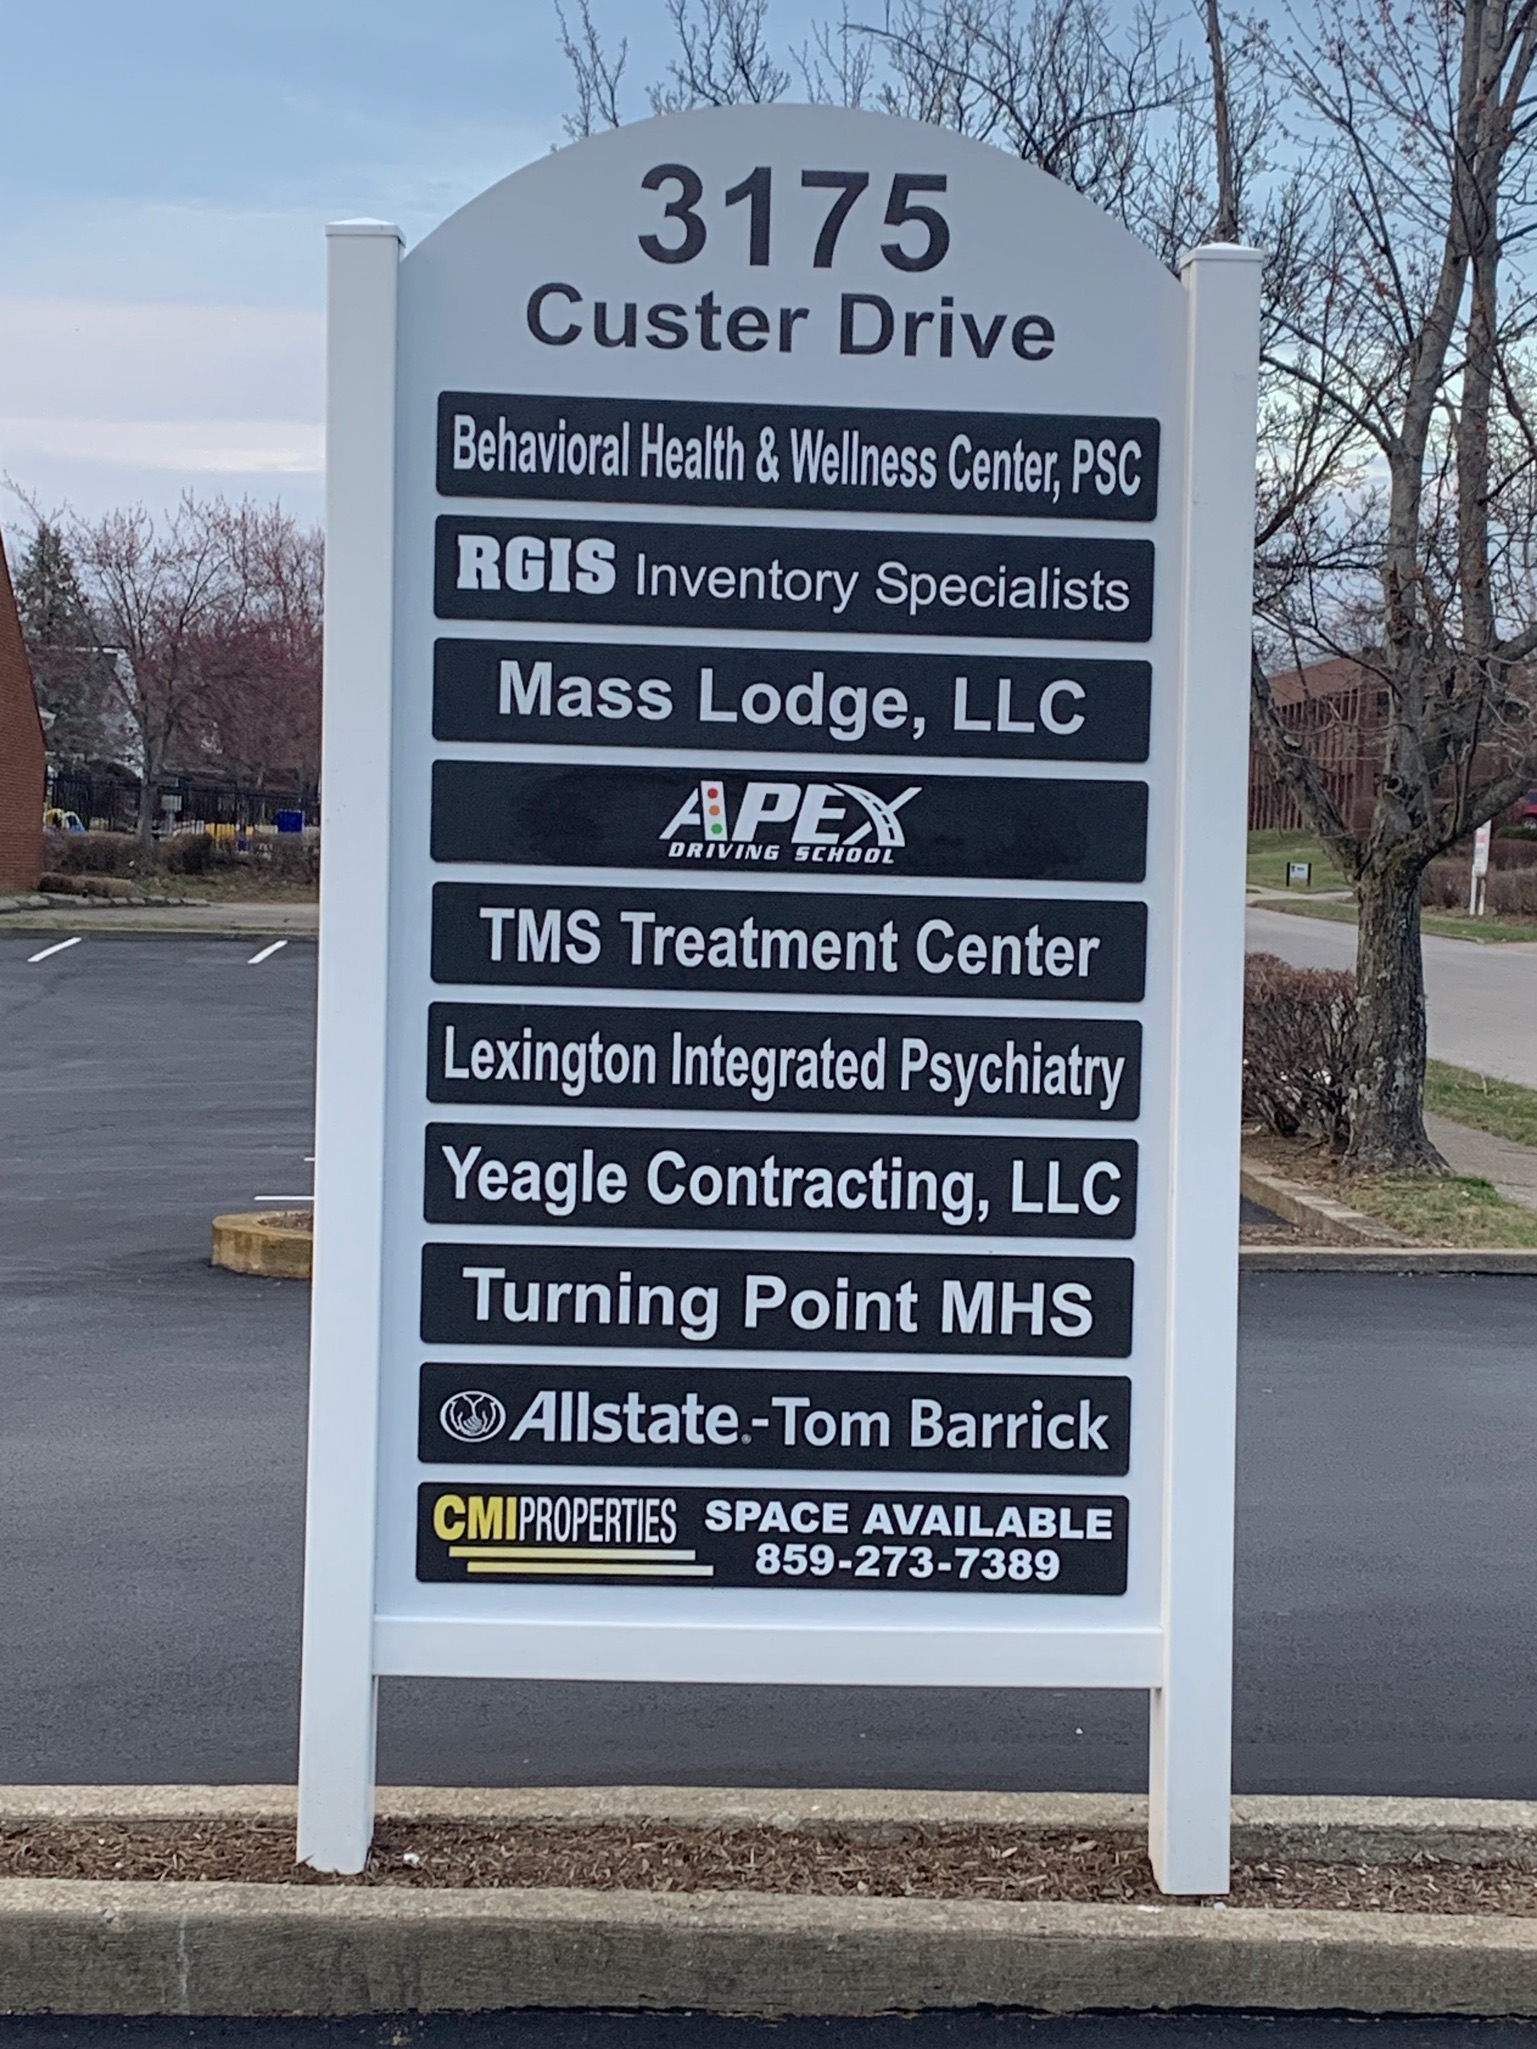 3175
Custer Drive
Behavioral Health & Wellness Center, PSC
RGIS Inventory Specialists
Mass Lodge, LLC
APEX
DRIVING SCHOOL
TMS Treatment Center
Lexington Integrated Psychiatry
Yeagle Contracting, LLC
Turning Point MHS
Allstate®-Tom Barrick
CMIPROPERTIES SPACE AVAILABLE
859-273-7389